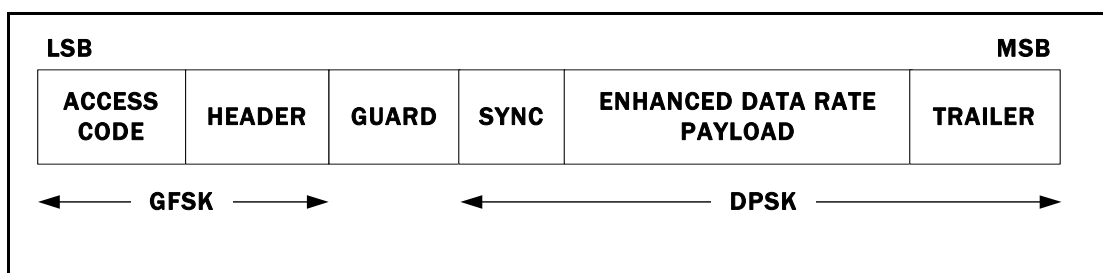 LSB MSB
ACCESS CODE
HEADER
GUARD
SYNC
ENHANCED DATA RATE PAYLOAD
TRAILER
GFSK DPSK